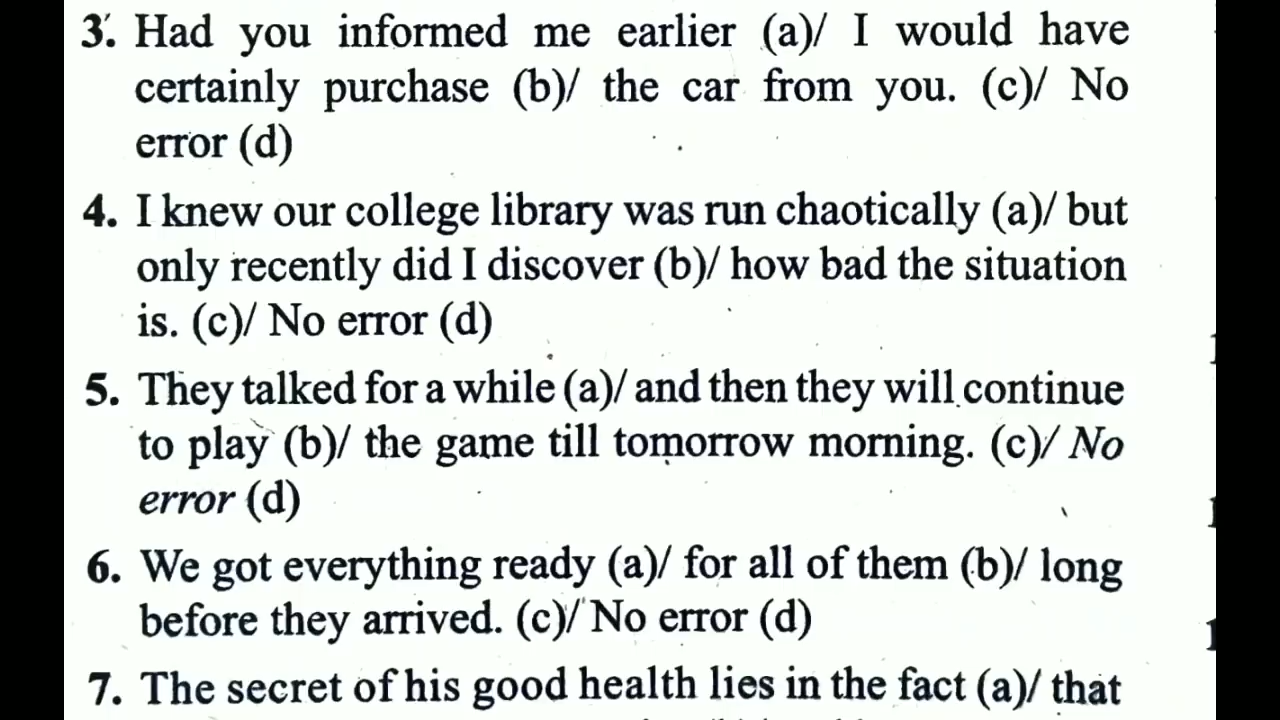 3. Had you informed me earlier (a)/ I would have
certainly purchase (b)/ the car from you. (c)/ No
error (d)
4. I knew our college library was run chaotically (a)/ but
only recently did I discover (b)/ how bad the situation
is. (c)/ No error (d)
5. They talked for a while (a)/ and then they will continue
to play (b)/ the game till tomorrow morning. (c)/ No
error (d)
6. We got everything ready (a)/ for all of them (b)/ long
before they arrived. (c)/ No error (d)
7. The secret of his good health lies in the fact (a)/ that